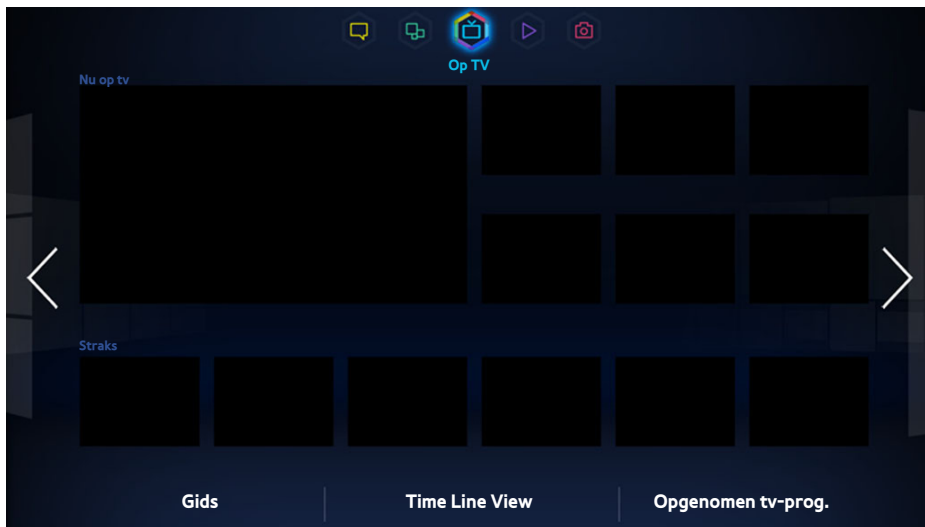 Op TV
Nu op tv
Straks
Gids
Time Line View
Opgenomen tv-prog.